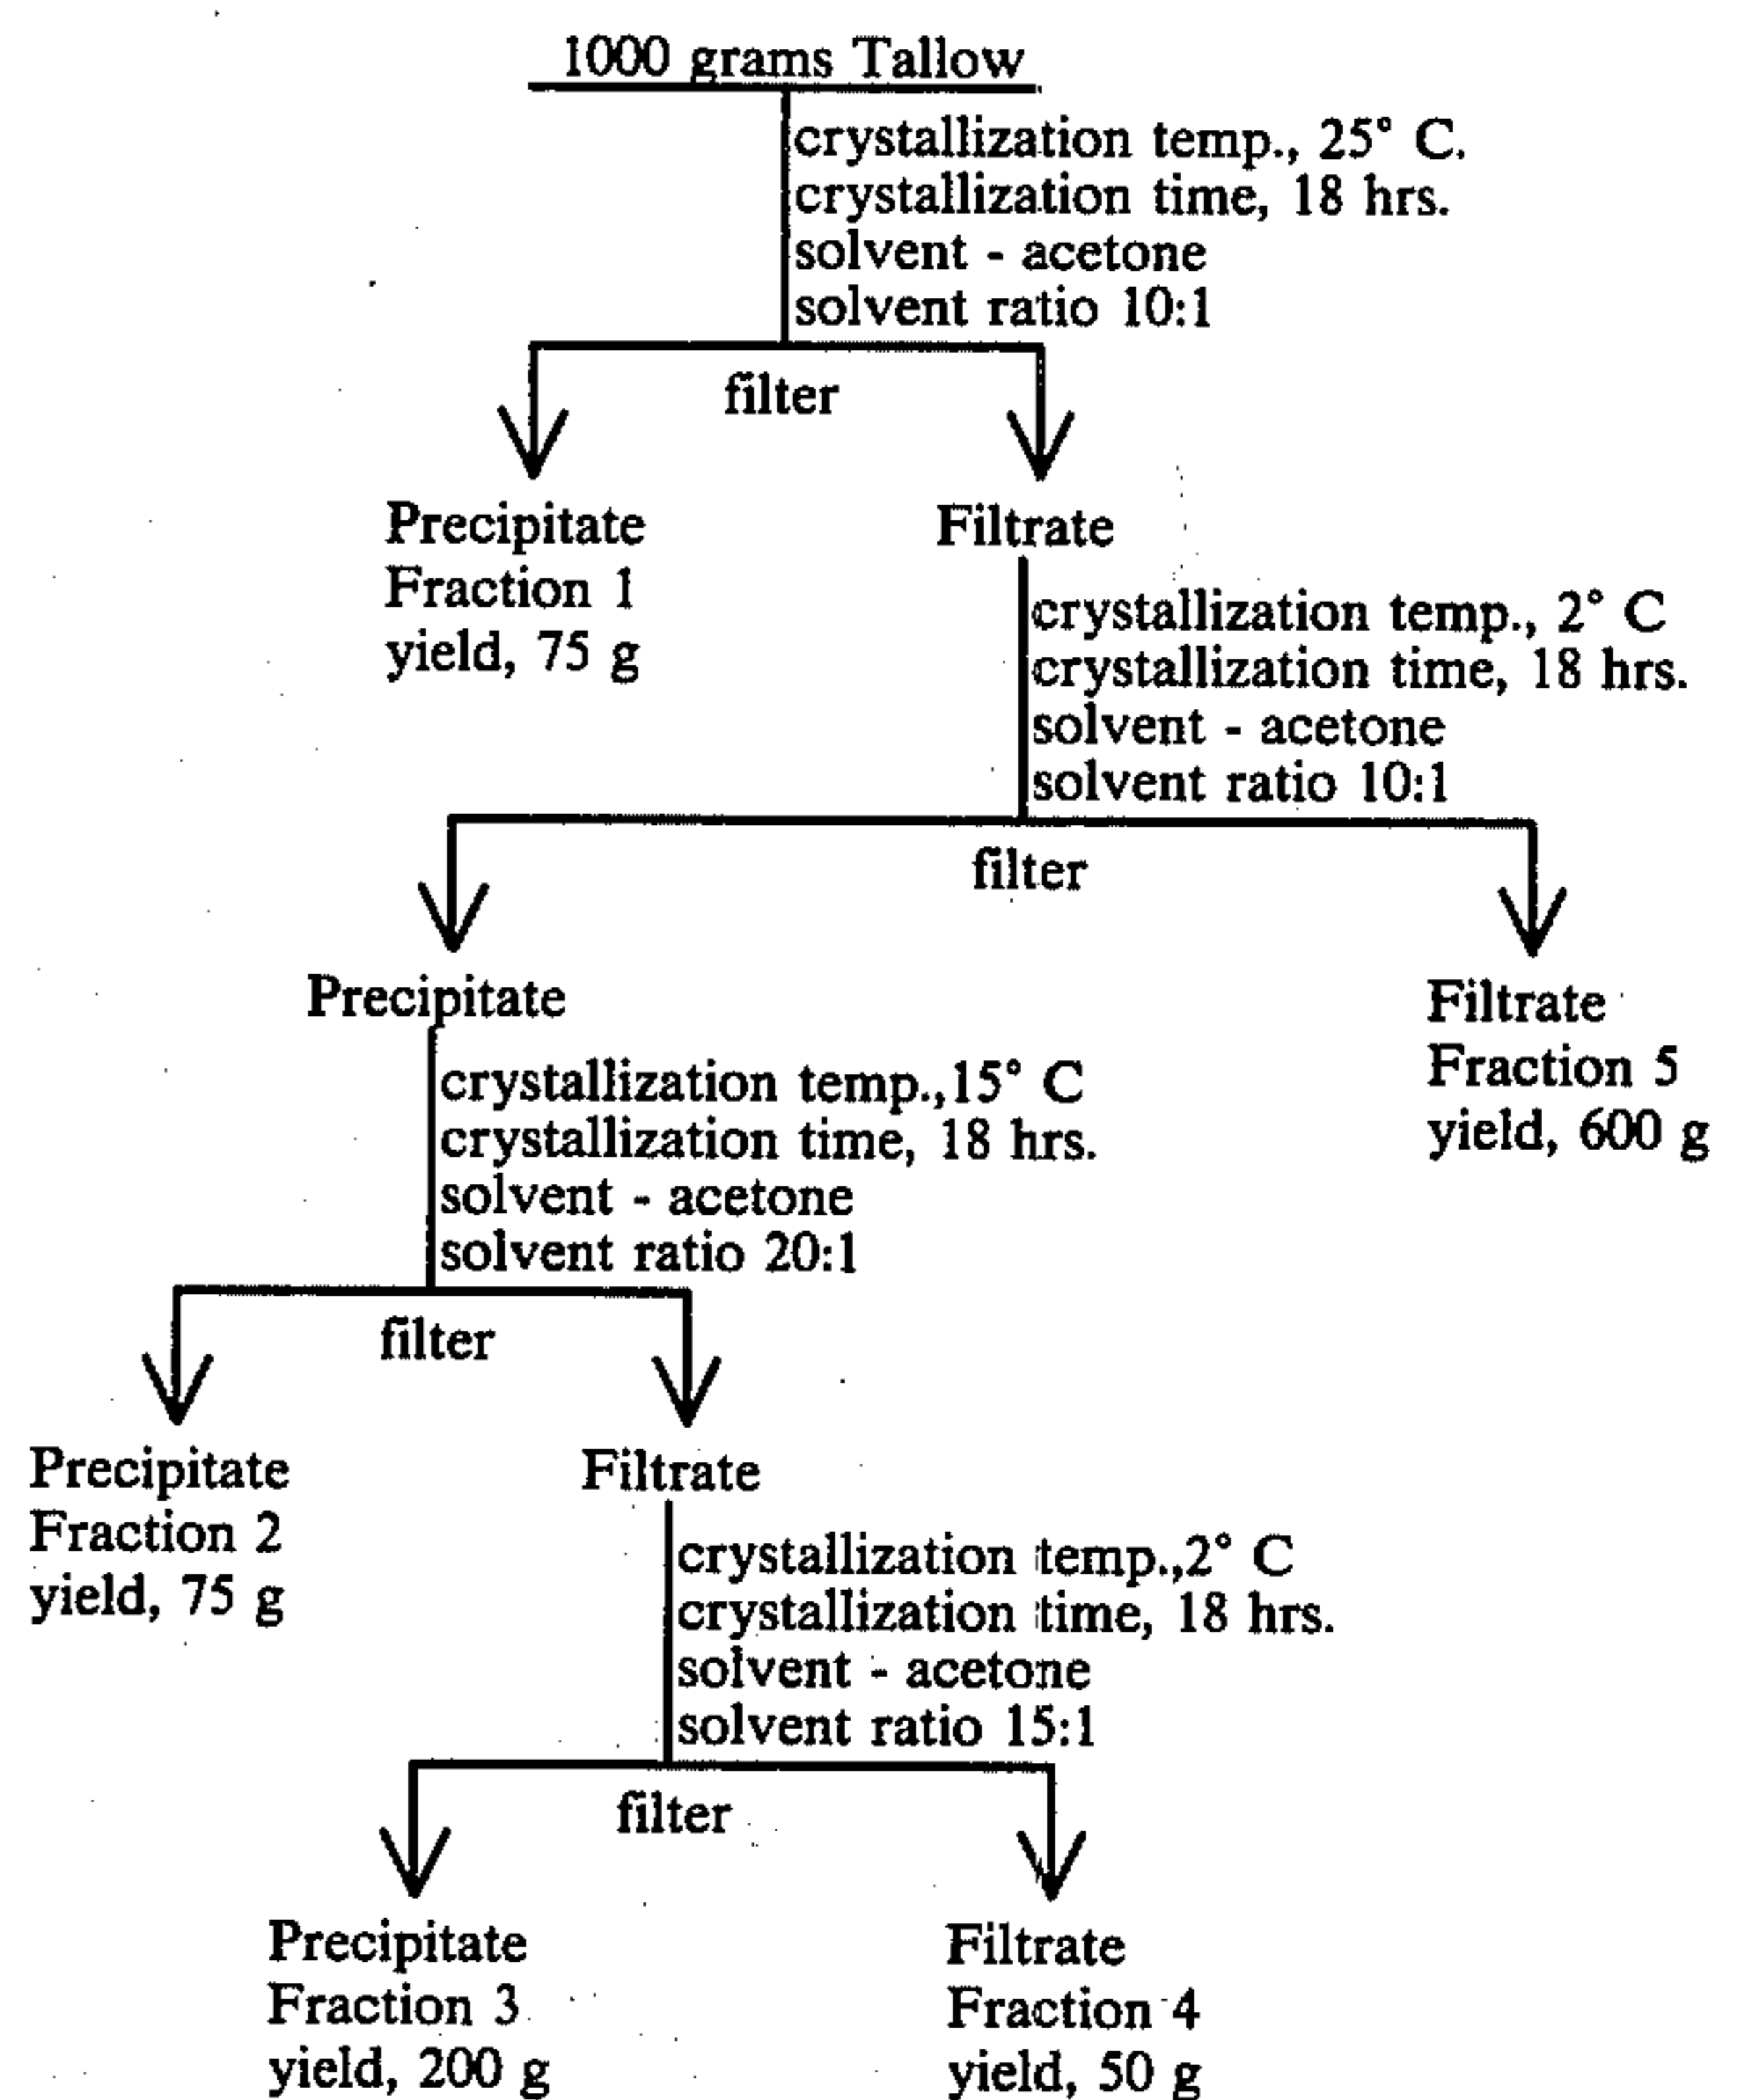 1000 grams Tallow
crystallization temp., 25° C.
crystallization time, 18 hrs.
solvent - acetone
solvent ratio 10:1
filter
Precipitate
Fraction 1
yield, 75 g
Filtrate
crystallization temp., 2° C
crystallization time, 18 hrs.
solvent - acetone
solvent ratio 10:1
filter
Precipitate
Filtrate
Fraction 5
yield, 600 g
crystallization temp.,15° C
crystallization time, 18 hrs.
solvent - acetone
solvent ratio 20:1
filter
Precipitate
Fraction 2
yield, 75 g
Filtrate
crystallization temp.,2° C
crystallization time, 18 hrs.
solvent - acetone
solvent ratio 15:1
filter
Precipitate
Fraction 3
yield, 200 g
Filtrate
Fraction 4
yield, 50 g